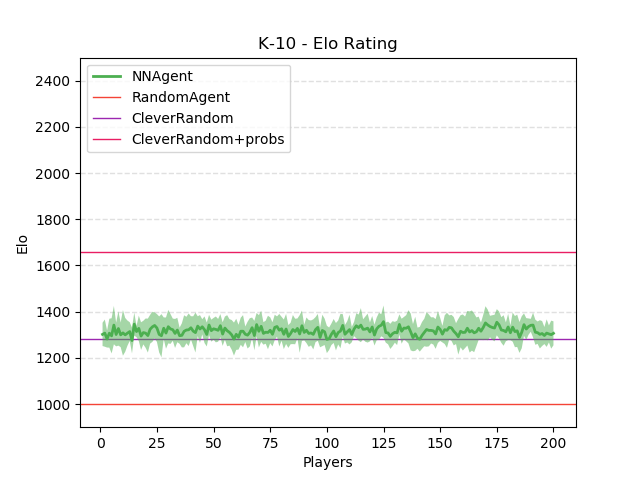 K-10 - Elo Rating
NNAgent
RandomAgent
CleverRandom
CleverRandom+probs
2400
2200
2000
1800
1600
1400
1200
1000
Elo
0 25 50 75 100 125 150 175 200
Players